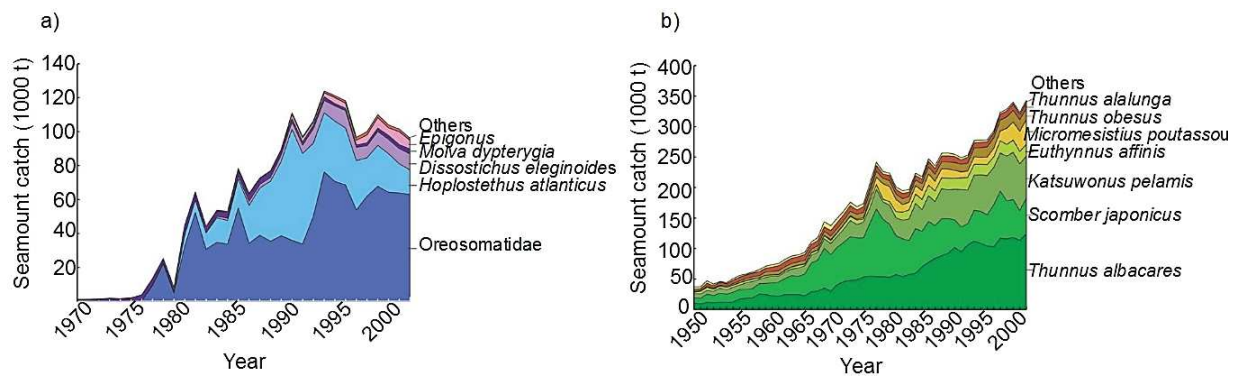 a)
Seamount catch (1000 t)
140
120
100
80
60
40
20
1970
1975
1980
1985
1990
1995
2000
Year
Others
Epigonus
Molva dypterygia
Dissostichus eleginoides
Hoplostethus atlanticus
Oreosomatidae
b)
Seamount catch (1000 t)
400
350
300
250
200
150
100
50
0
1950
1955
1960
1965
1970
1975
1980
1985
1990
1995
2000
Year
Others
Thunnus alalunga
Thunnus obesus
Micromesistius poutassou
Euthynnus affinis
Katsuwonus pelamis
Scomber japonicus
Thunnus albacares